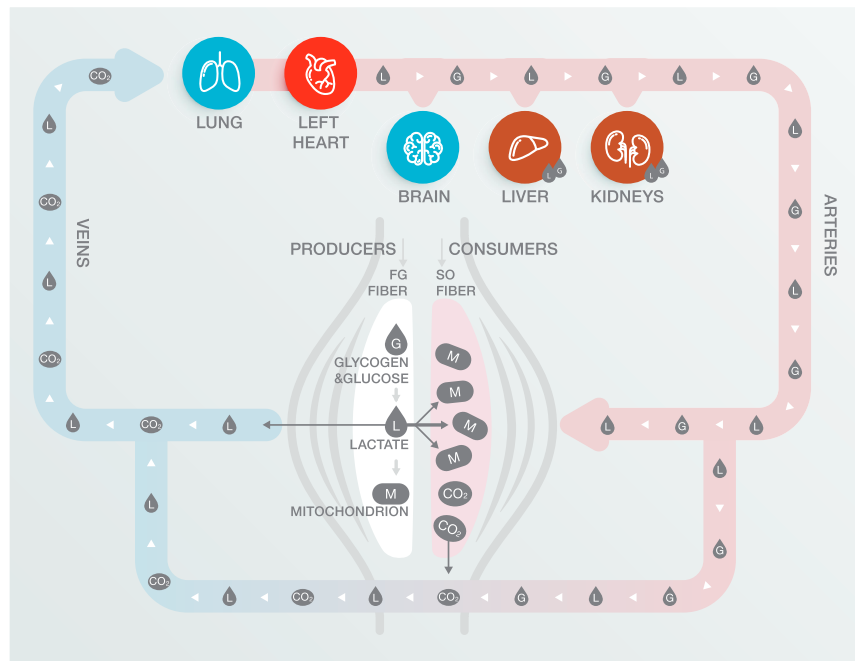 CO₂
LUNG
LEFT
HEART
L
G
L
G
L
G
BRAIN
LIVER
L
G
KIDNEYS
L
G
L
CO₂
L
CO₂
VEINS
L
G
L
G
ARTERIES
PRODUCERS
CONSUMERS
FG
FIBER
SO
FIBER
G
GLYCOGEN
&GLUCOSE
L
LACTATE
M
MITOCHONDRION
M
M
M
M
CO₂
CO₂
L
CO₂
L
L
G
L
L
CO₂
L
G
L
CO₂
L
CO₂
G
L
G